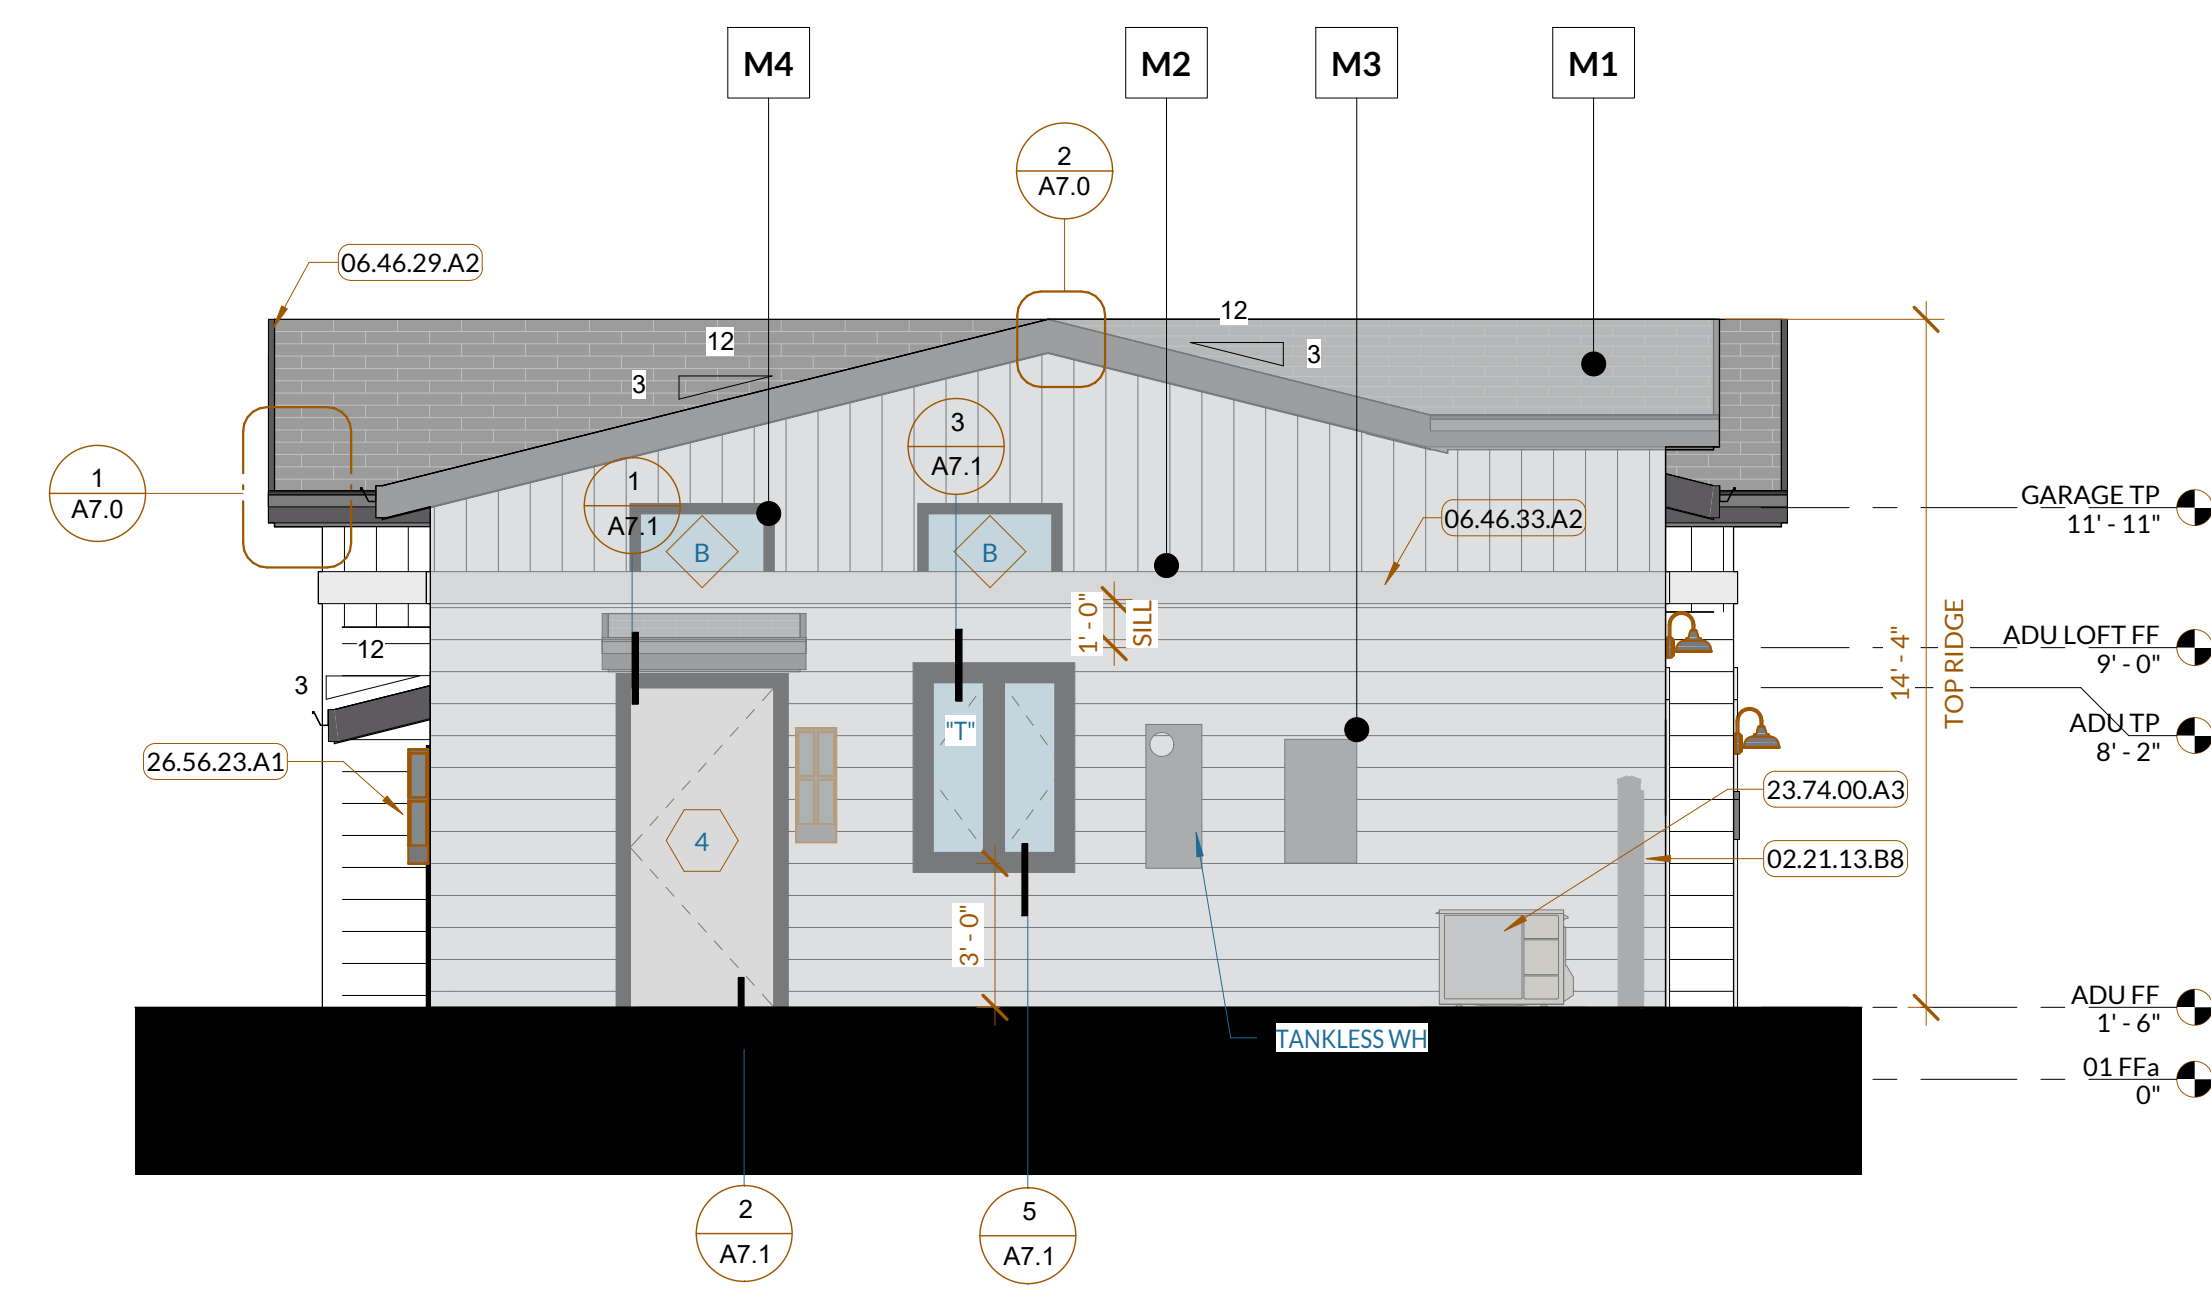 M4
M2
M3
M1
2
A7.0
06.46.29.A2
12
12
3
3
3
A7.1
1
A7.0
1
A7.1
GARAGE TP
11' - 11"
06.46.33.A2
B
B
1' - 0"
SILL
14' - 4"
TOP RIDGE
ADU LOFT FF
9' - 0"
12
3
"T"
ADU TP
8' - 2"
26.56.23.A1
23.74.00.A3
4
02.21.13.B8
3' - 0"
ADU FF
1' - 6"
TANKLESS WH
01 FFa
0"
2
A7.1
5
A7.1